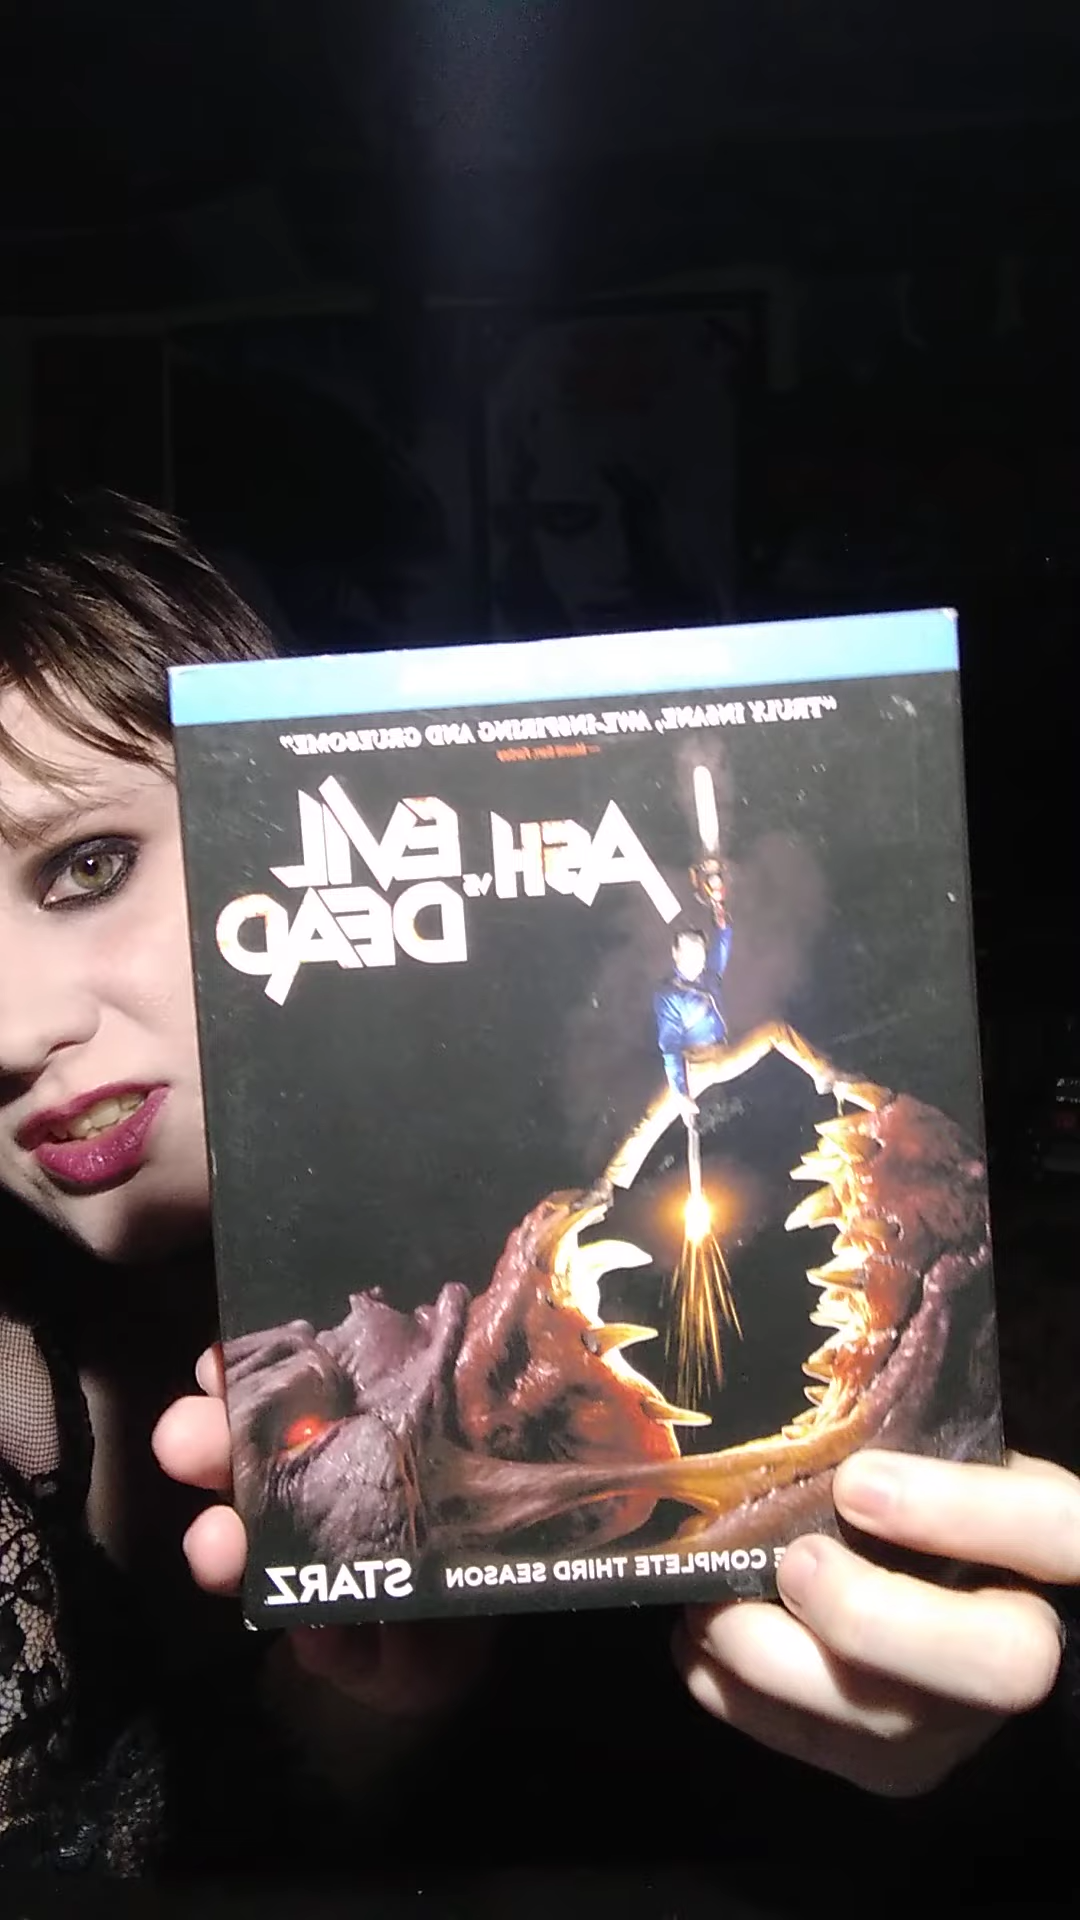 "TRULY INSANE, AWE-INSPIRING AND GRUESOME"
ASH VS EVIL
DEAD
COMPLETE THIRD SEASON STARZ